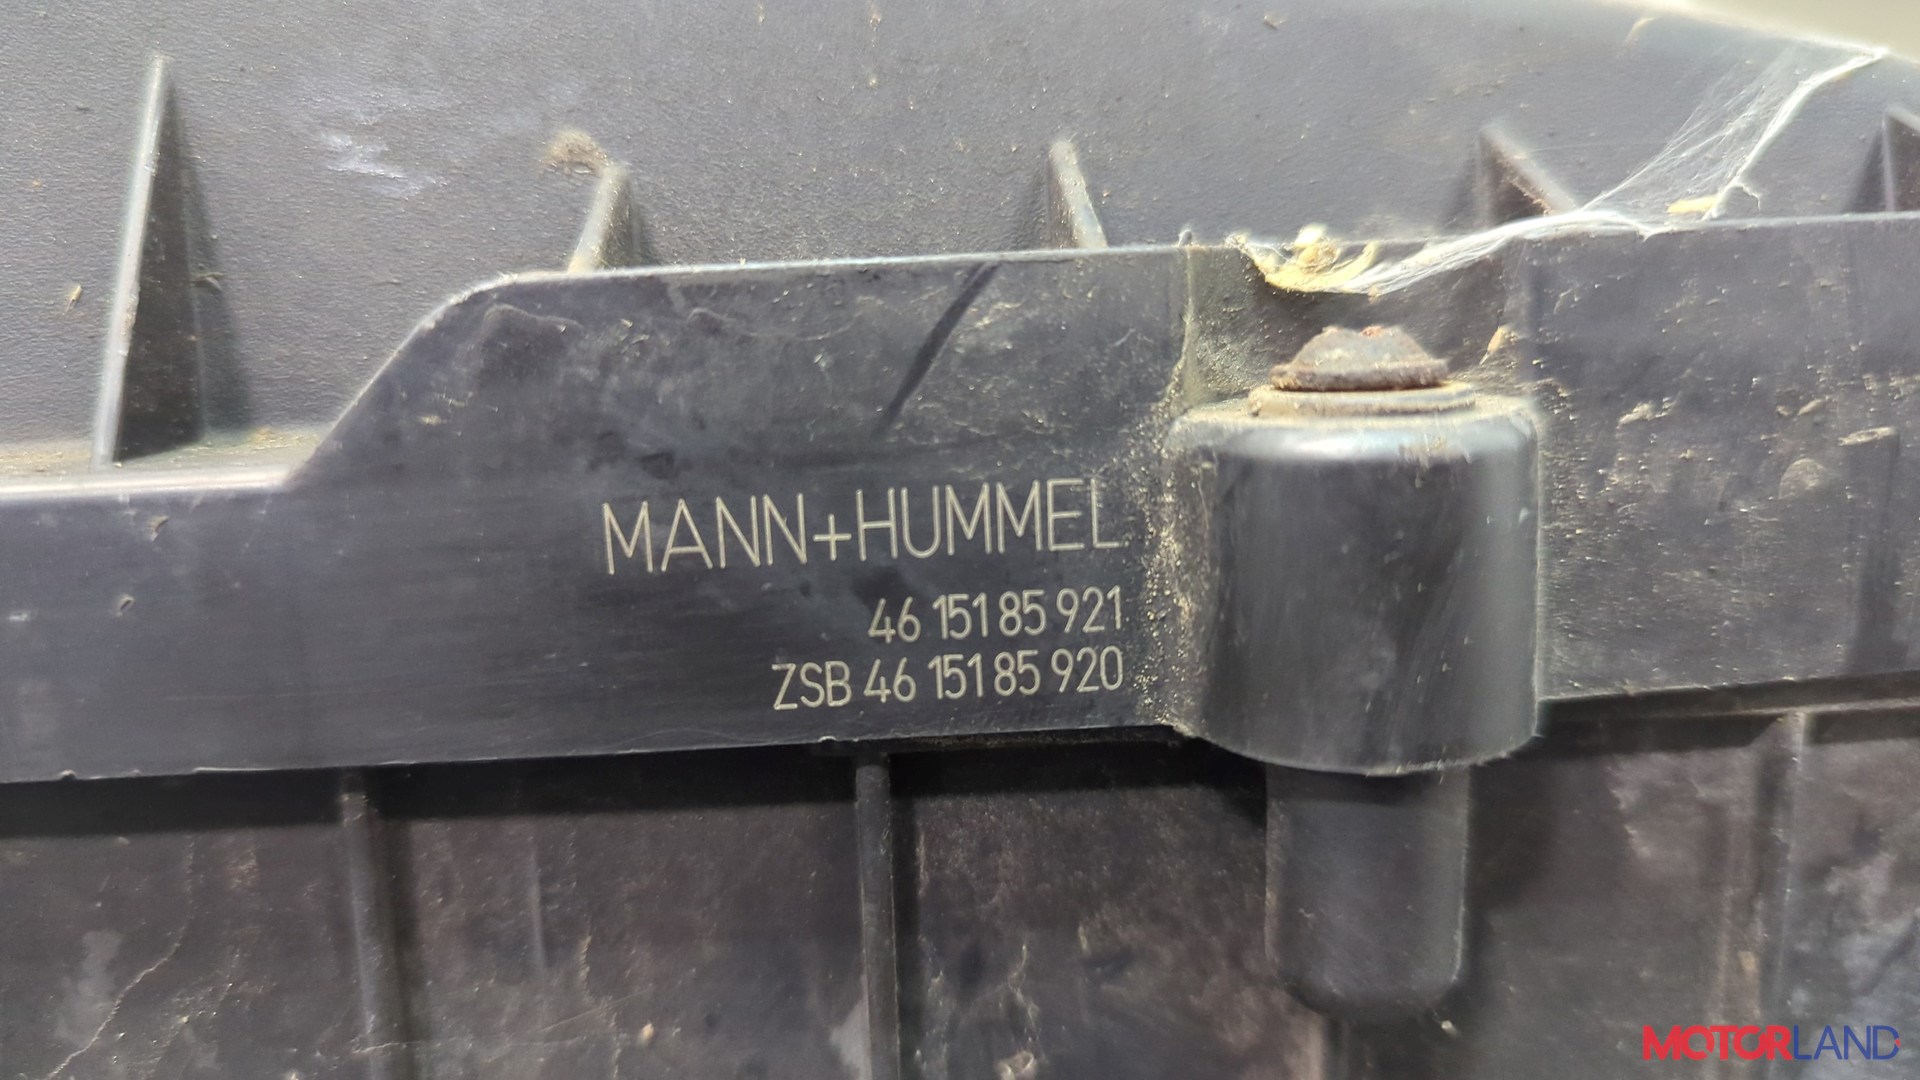 MANN+HUMMEL
46 151 85 921
ZSB 46 151 85 920
MOTORLAND